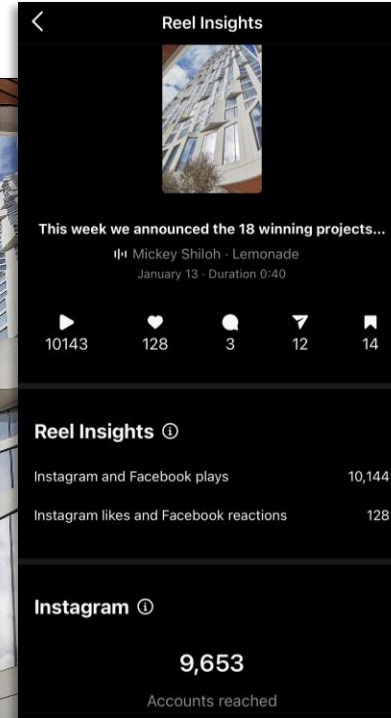 Reel Insights
This week we announced the 18 winning projects...
Mickey Shiloh · Lemonade
January 13 · Duration 0:40
10143 128 3 12 14
Reel Insights
Instagram and Facebook plays 10,144
Instagram likes and Facebook reactions 128
Instagram
9,653
Accounts reached